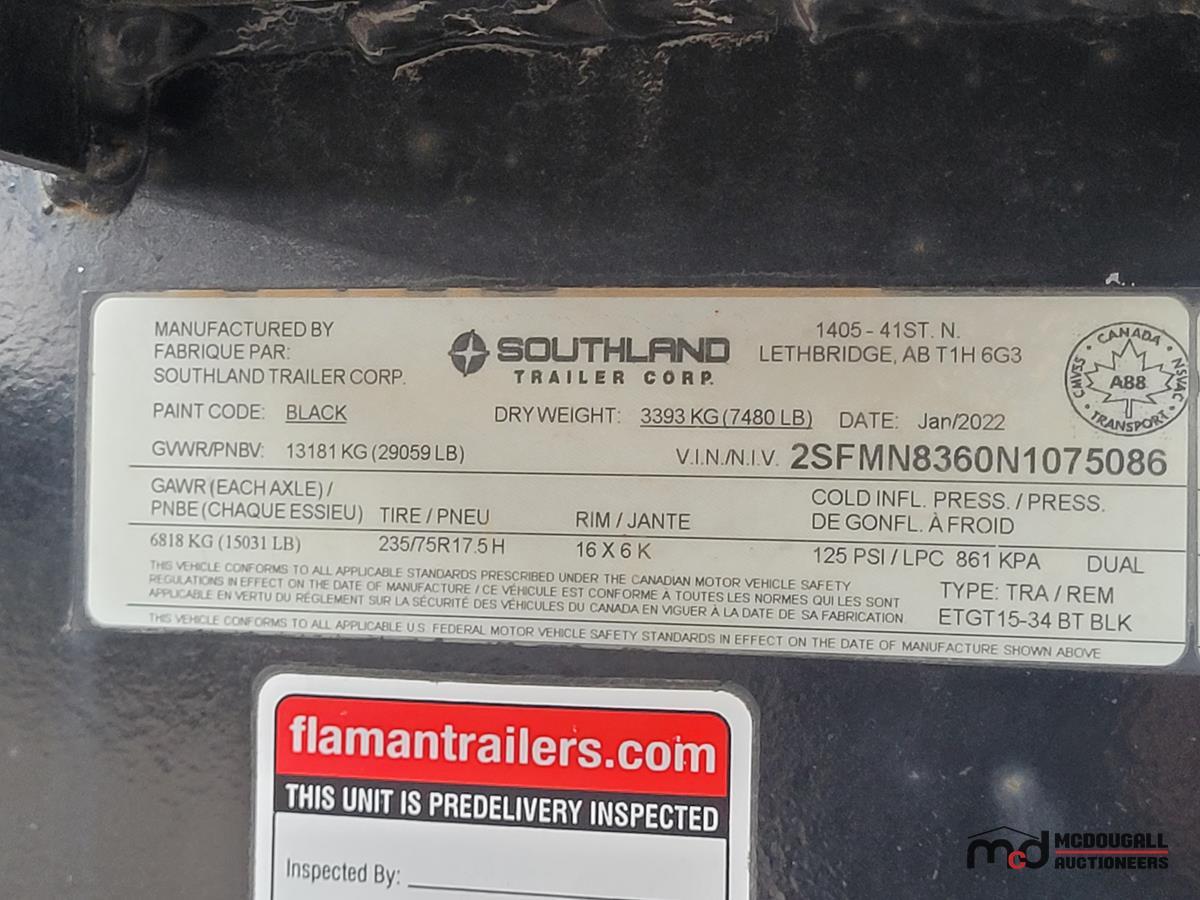 MANUFACTURED BY
FABRIQUE PAR:
SOUTHLAND TRAILER CORP.
SOUTHLAND
TRAILER CORP.
1405 - 41ST. N.
LETHBRIDGE, AB T1H 6G3
CANADA
CMVSS
A88
NSVAC
TRANSPORT
PAINT CODE: BLACK
DRY WEIGHT: 3393 KG (7480 LB)
DATE: Jan/2022
GVWR/PNBV: 13181 KG (29059 LB)
V.I.N./N.I.V. 2SFMN8360N1075086
GAWR (EACH AXLE) /
PNBE (CHAQUE ESSIEU)
TIRE / PNEU
RIM / JANTE
COLD INFL. PRESS. / PRESS.
DE GONFL. À FROID
6818 KG (15031 LB)
235/75R17.5 H
16 X 6 K
125 PSI / LPC 861 KPA
DUAL
THIS VEHICLE CONFORMS TO ALL APPLICABLE STANDARDS PRESCRIBED UNDER THE CANADIAN MOTOR VEHICLE SAFETY
REGULATIONS IN EFFECT ON THE DATE OF MANUFACTURE / CE VÉHICULE EST CONFORME À TOUTES LES NORMES QUI LES SONT
APPLICABLE EN VERTU DU RÉGLEMENT SUR LA SÉCURITÉ DES VÉHICULES DU CANADA EN VIGUER À LA DATE DE SA FABRICATION.
TYPE: TRA / REM
ETGT15-34 BT BLK
THIS VEHICLE CONFORMS TO ALL APPLICABLE U.S. FEDERAL MOTOR VEHICLE SAFETY STANDARDS IN EFFECT ON THE DATE OF MANUFACTURE SHOWN ABOVE
flamantrailers.com
THIS UNIT IS PREDELIVERY INSPECTED
Inspected By:
mcd
MCDOUGALL
AUCTIONEERS